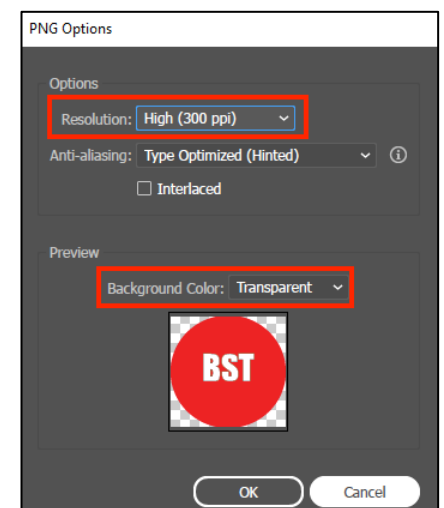 PNG Options
Options
Resolution: High (300 ppi)
Anti-aliasing: Type Optimized (Hinted)
Interlaced
Preview
Background Color: Transparent
BST
OK Cancel